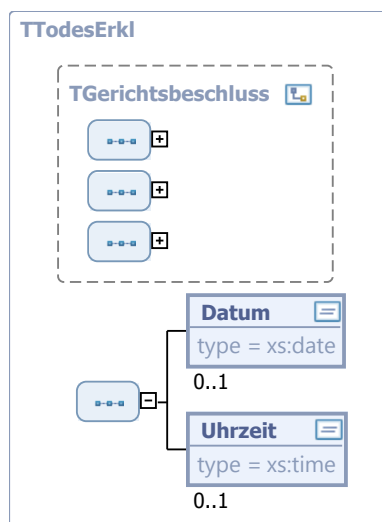 TTodesErkl
TGerichtsbeschluss
Datum
type = xs:date
0..1
Uhrzeit
type = xs:time
0..1